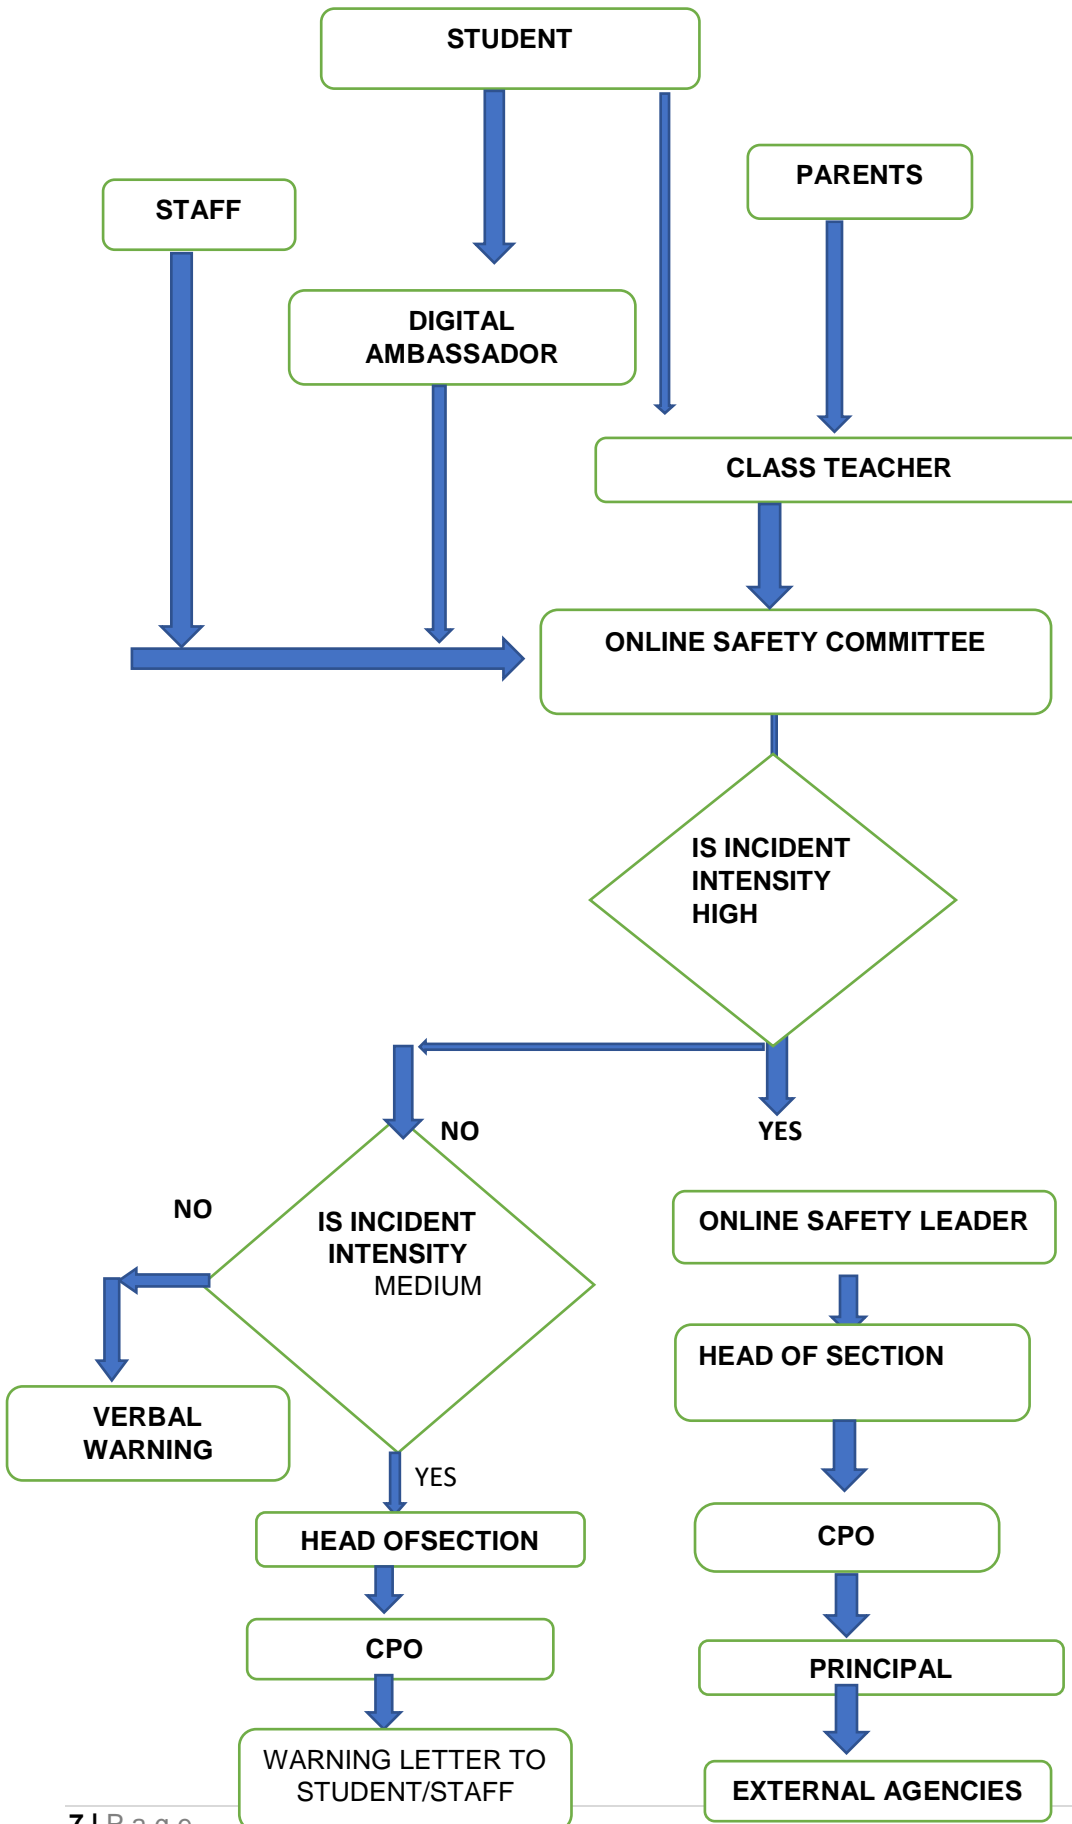 STUDENT
PARENTS
STAFF
DIGITAL
AMBASSADOR
CLASS TEACHER
ONLINE SAFETY COMMITTEE
IS INCIDENT
INTENSITY
HIGH
NO
YES
NO
IS INCIDENT
INTENSITY
MEDIUM
ONLINE SAFETY LEADER
HEAD OF SECTION
VERBAL
WARNING
YES
HEAD OFSECTION
CPO
CPO
PRINCIPAL
WARNING LETTER TO
STUDENT/STAFF
EXTERNAL AGENCIES
7 | P a g e